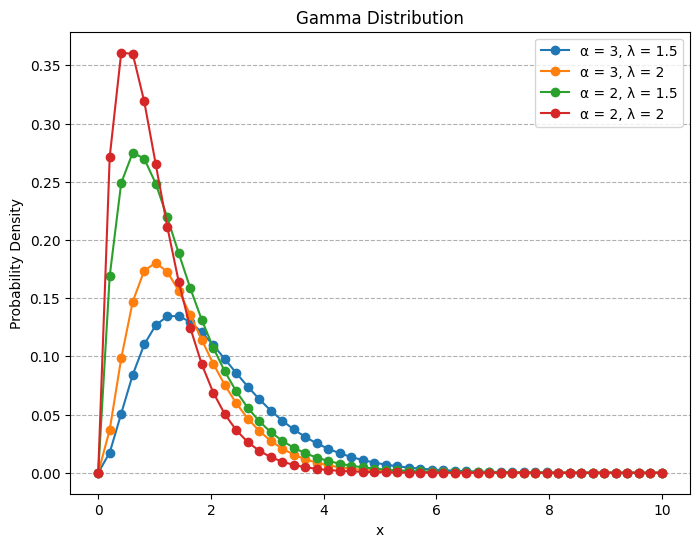 Gamma Distribution
α = 3, λ = 1.5
α = 3, λ = 2
α = 2, λ = 1.5
α = 2, λ = 2
Probability Density
0.35
0.30
0.25
0.20
0.15
0.10
0.05
0.00
0 2 4 6 8 10
x